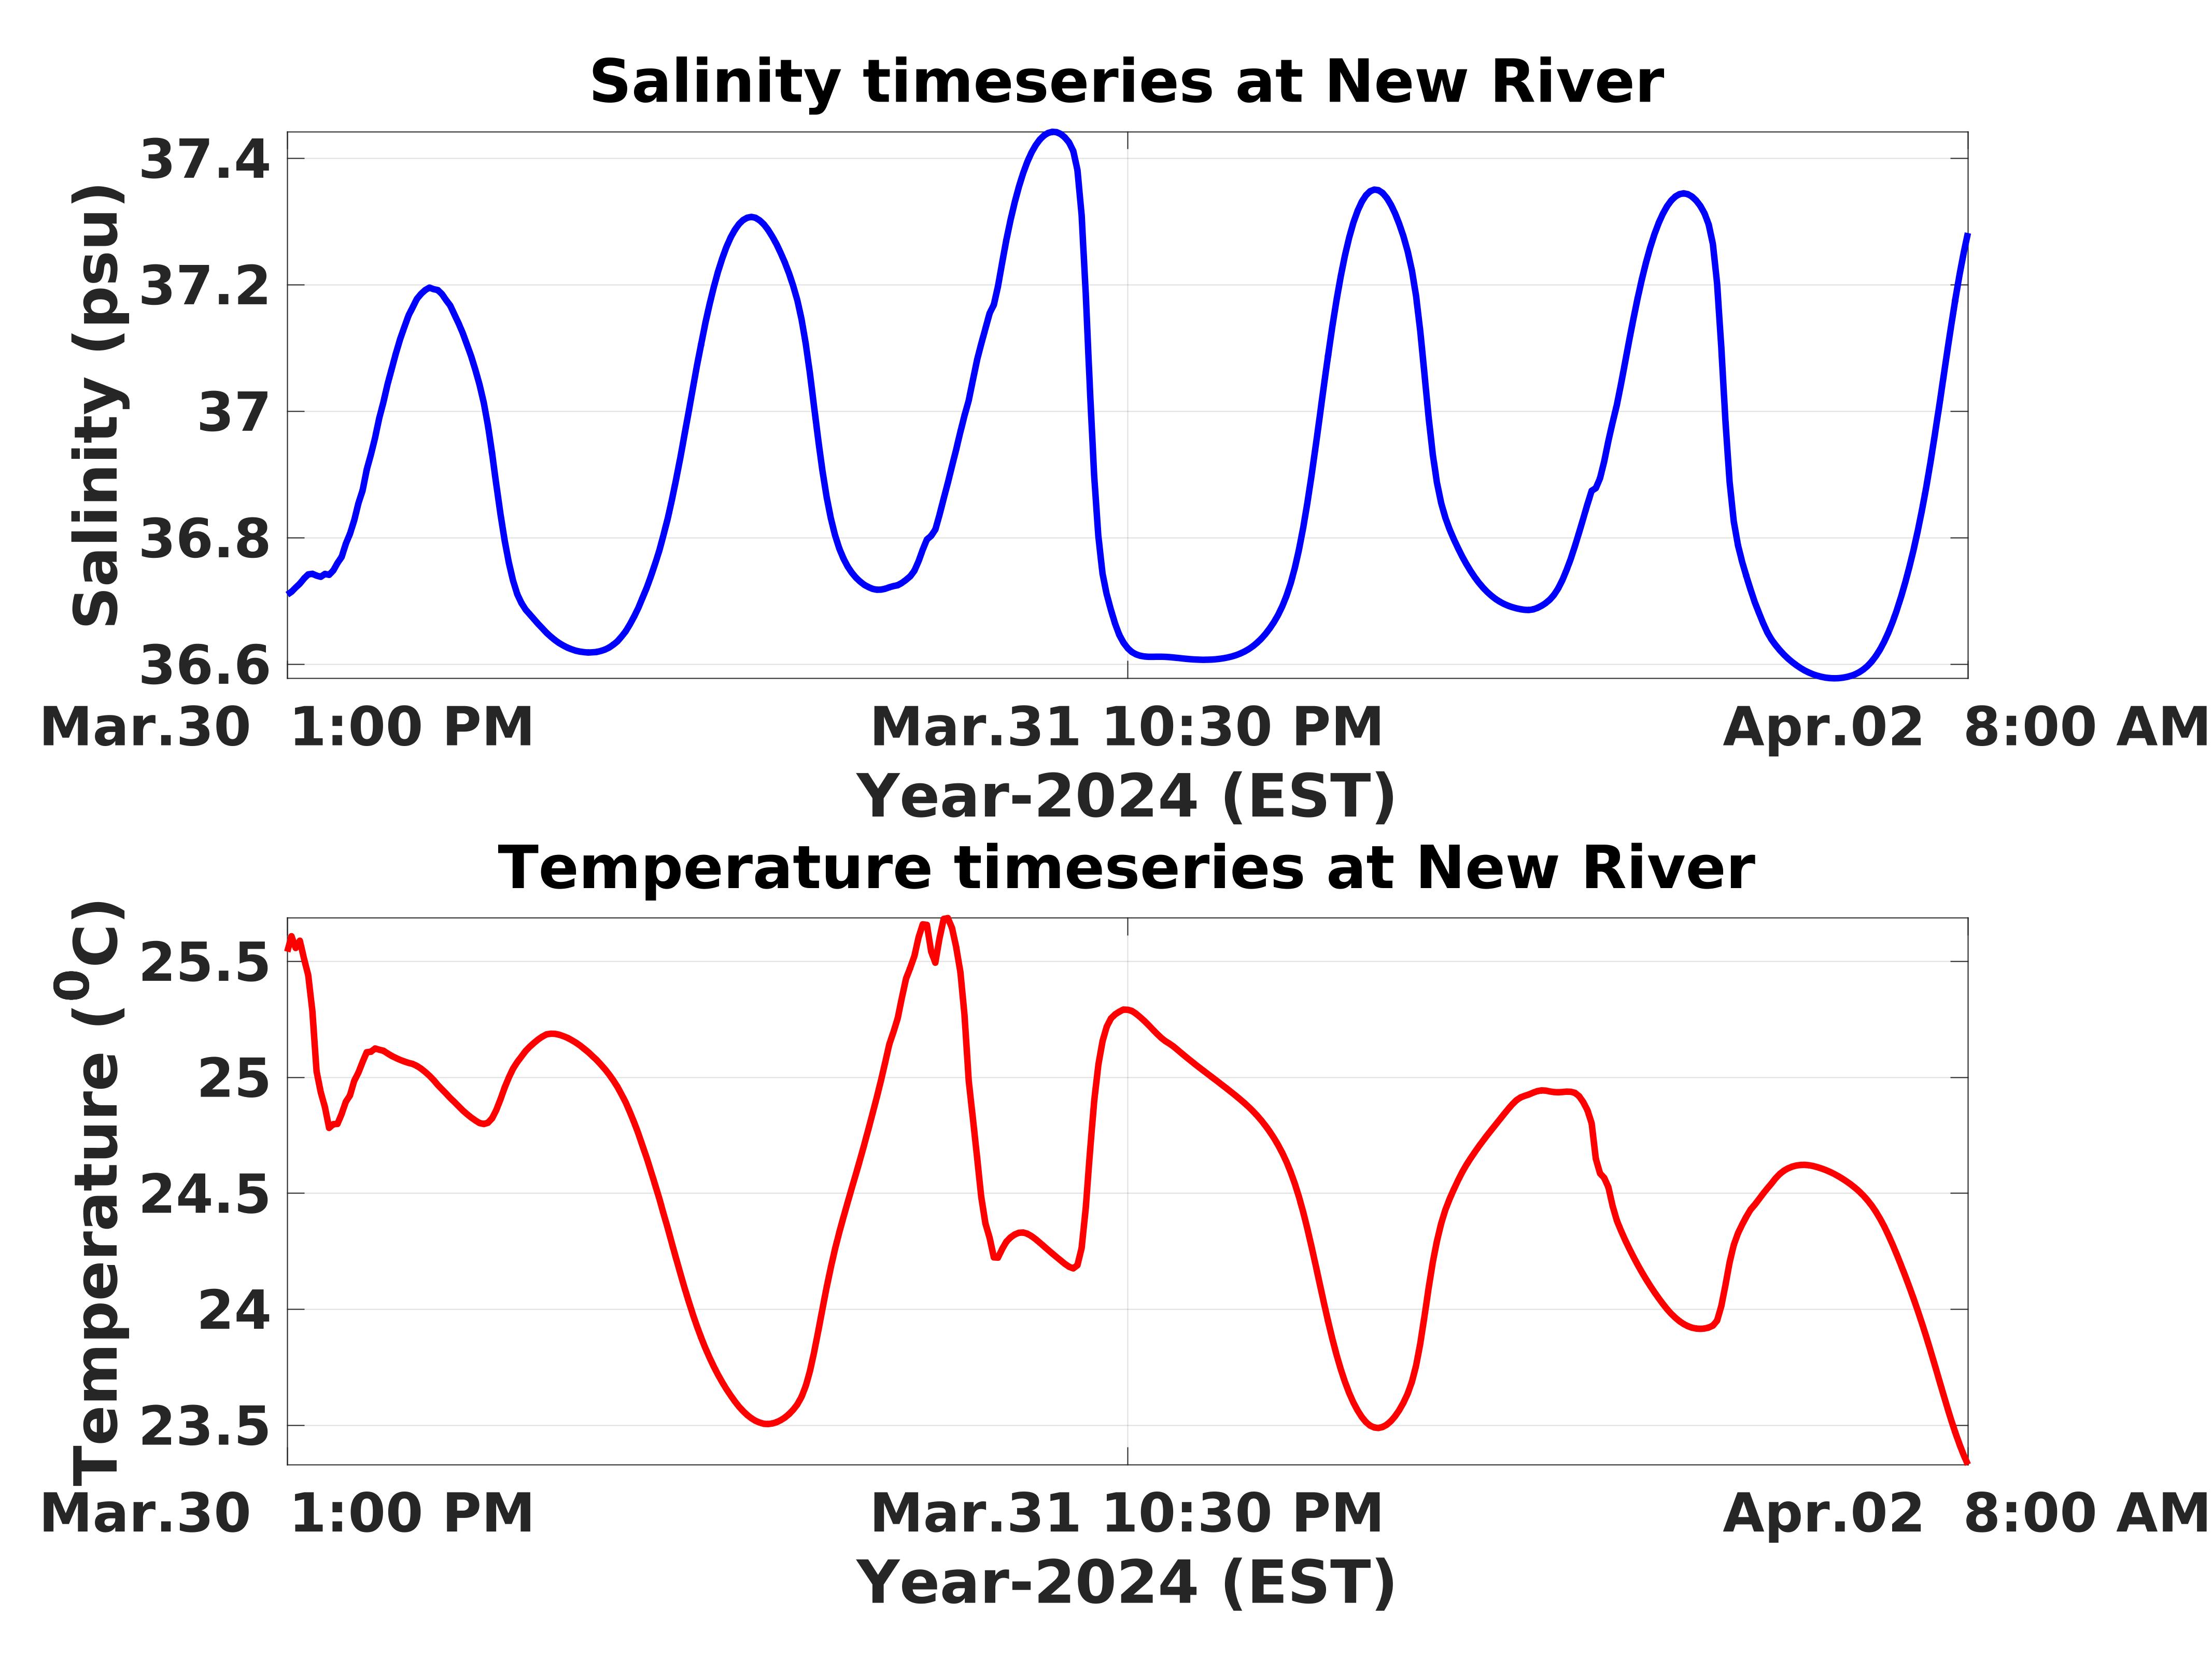 Salinity timeseries at New River
Salinity (psu)
37.4
37.2
37
36.8
36.6
Mar.30  1:00 PM
Mar.31 10:30 PM
Apr.02  8:00 AM
Year-2024 (EST)
Temperature timeseries at New River
Temperature (⁰C)
25.5
25
24.5
24
23.5
Mar.30  1:00 PM
Mar.31 10:30 PM
Apr.02  8:00 AM
Year-2024 (EST)